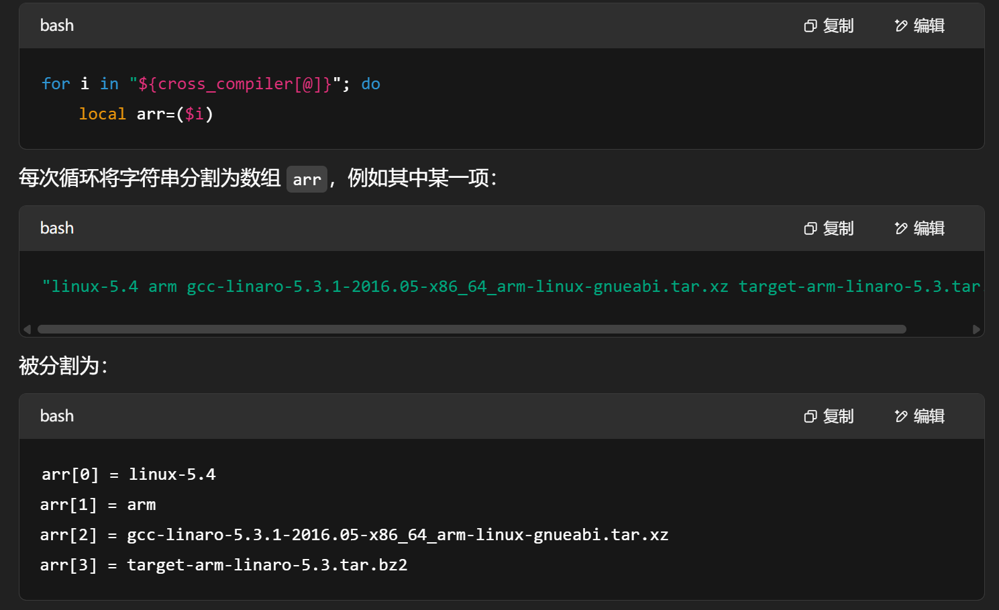 bash 复制 编辑
for i in "${cross_compiler[@]}"; do
    local arr=($i)
每次循环将字符串分割为数组 arr，例如其中某一项：
bash 复制 编辑
"linux-5.4 arm gcc-linaro-5.3.1-2016.05-x86_64_arm-linux-gnueabi.tar.xz target-arm-linaro-5.3.tar.
被分割为：
bash 复制 编辑
arr[0] = linux-5.4
arr[1] = arm
arr[2] = gcc-linaro-5.3.1-2016.05-x86_64_arm-linux-gnueabi.tar.xz
arr[3] = target-arm-linaro-5.3.tar.bz2